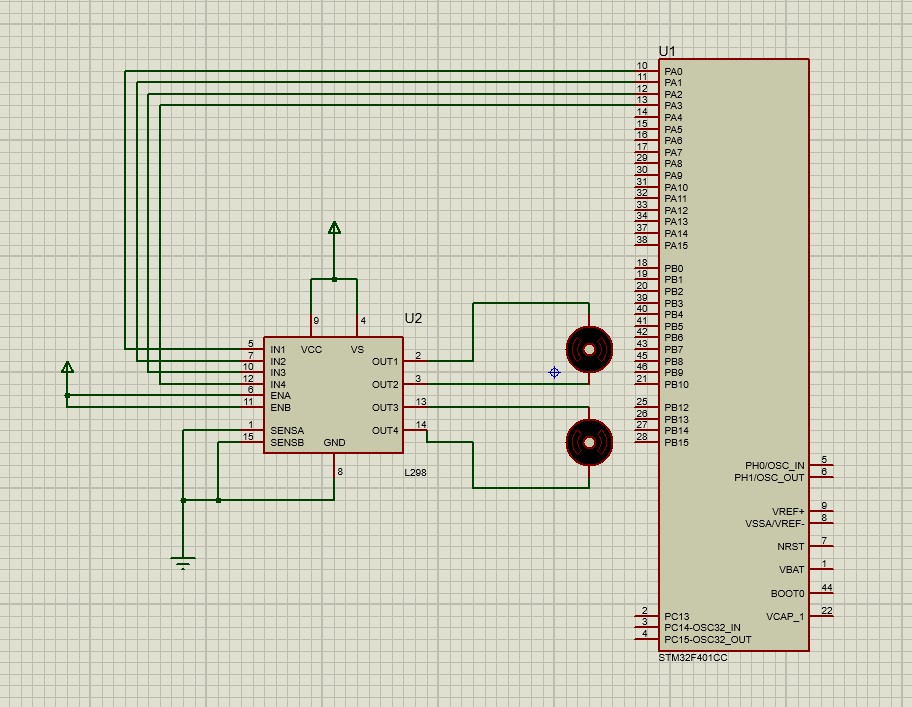 U1
10 PA0
11 PA1
12 PA2
13 PA3
14 PA4
15 PA5
16 PA6
17 PA7
29 PA8
30 PA9
31 PA10
32 PA11
33 PA12
34 PA13
37 PA14
38 PA15
18 PB0
19 PB1
20 PB2
39 PB3
40 PB4
41 PB5
42 PB6
43 PB7
45 PB8
46 PB9
21 PB10
25 PB12
26 PB13
27 PB14
28 PB15
PH0/OSC_IN 5
PH1/OSC_OUT 6
VREF+ 9
VSSA/VREF- 8
NRST 7
VBAT 1
BOOT0 44
VCAP_1 22
2 PC13
3 PC14-OSC32_IN
4 PC15-OSC32_OUT
STM32F401CC
U2
9 4
VCC VS
5 IN1
7 IN2
10 IN3
12 IN4
6 ENA
11 ENB
1 SENSA
15 SENSB
GND
8
OUT1 2
OUT2 3
OUT3 13
OUT4 14
L298